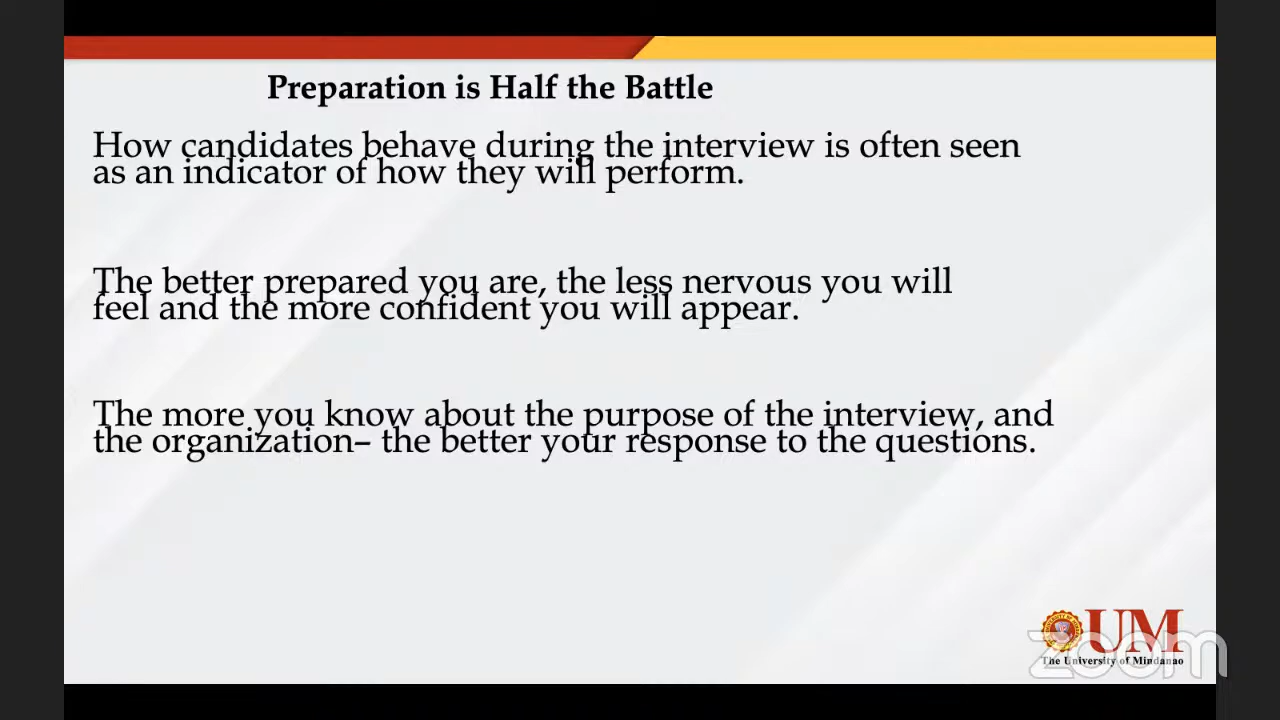 Preparation is Half the Battle
How candidates behave during the interview is often seen
as an indicator of how they will perform.
The better prepared you are, the less nervous you will
feel and the more confident you will appear.
The more you know about the purpose of the interview, and
the organization– the better your response to the questions.
UM
The University of Mindanao
zoom